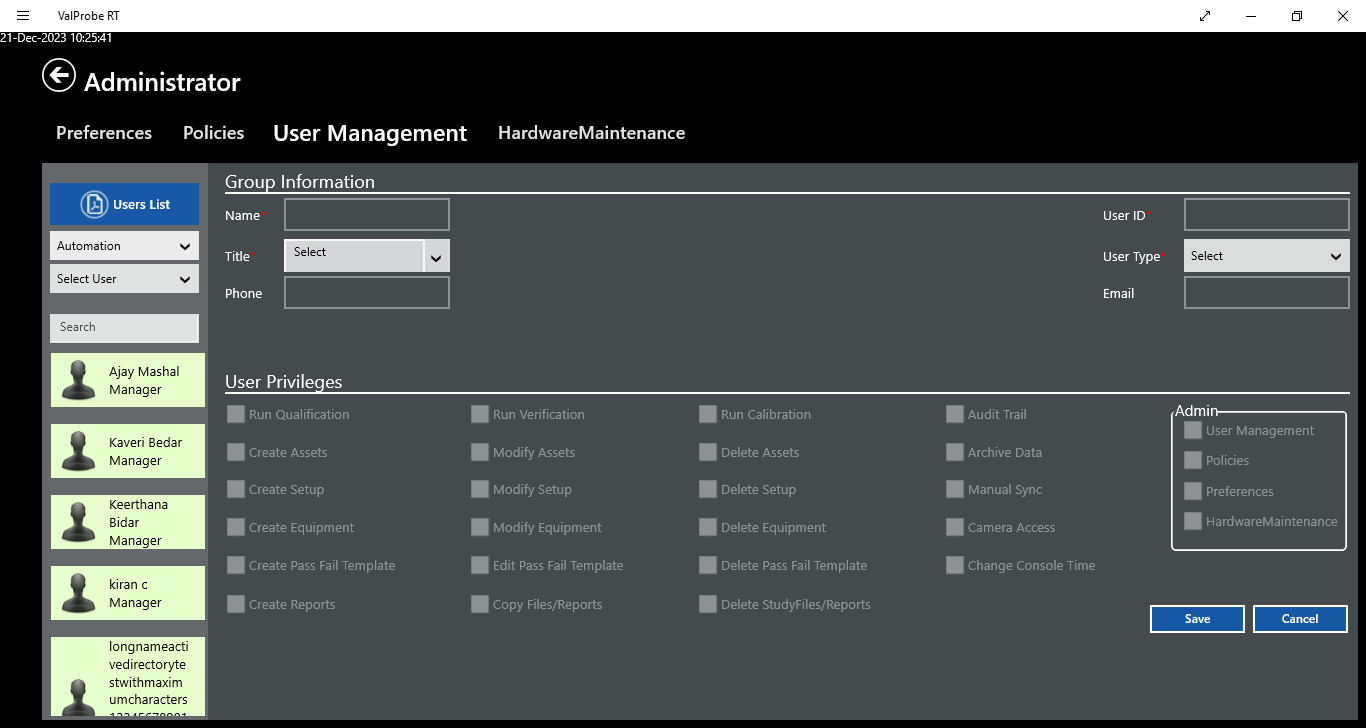 ValProbe RT
21-Dec-2023 10:25:41
Administrator
Preferences Policies User Management HardwareMaintenance
Users List
Automation
Select User
Search
Ajay Mashal
Manager
Kaveri Bedar
Manager
Keerthana
Bidar
Manager
kiran c
Manager
longnameacti
vedirectoryte
stwithmaxim
umcharacters
Group Information
Name* User ID*
Title* Select User Type* Select
Phone Email
User Privileges
Run Qualification Run Verification Run Calibration Audit Trail
Create Assets Modify Assets Delete Assets Archive Data
Create Setup Modify Setup Delete Setup Manual Sync
Create Equipment Modify Equipment Delete Equipment Camera Access
Create Pass Fail Template Edit Pass Fail Template Delete Pass Fail Template Change Console Time
Create Reports Copy Files/Reports Delete StudyFiles/Reports
Admin
User Management
Policies
Preferences
HardwareMaintenance
Save Cancel